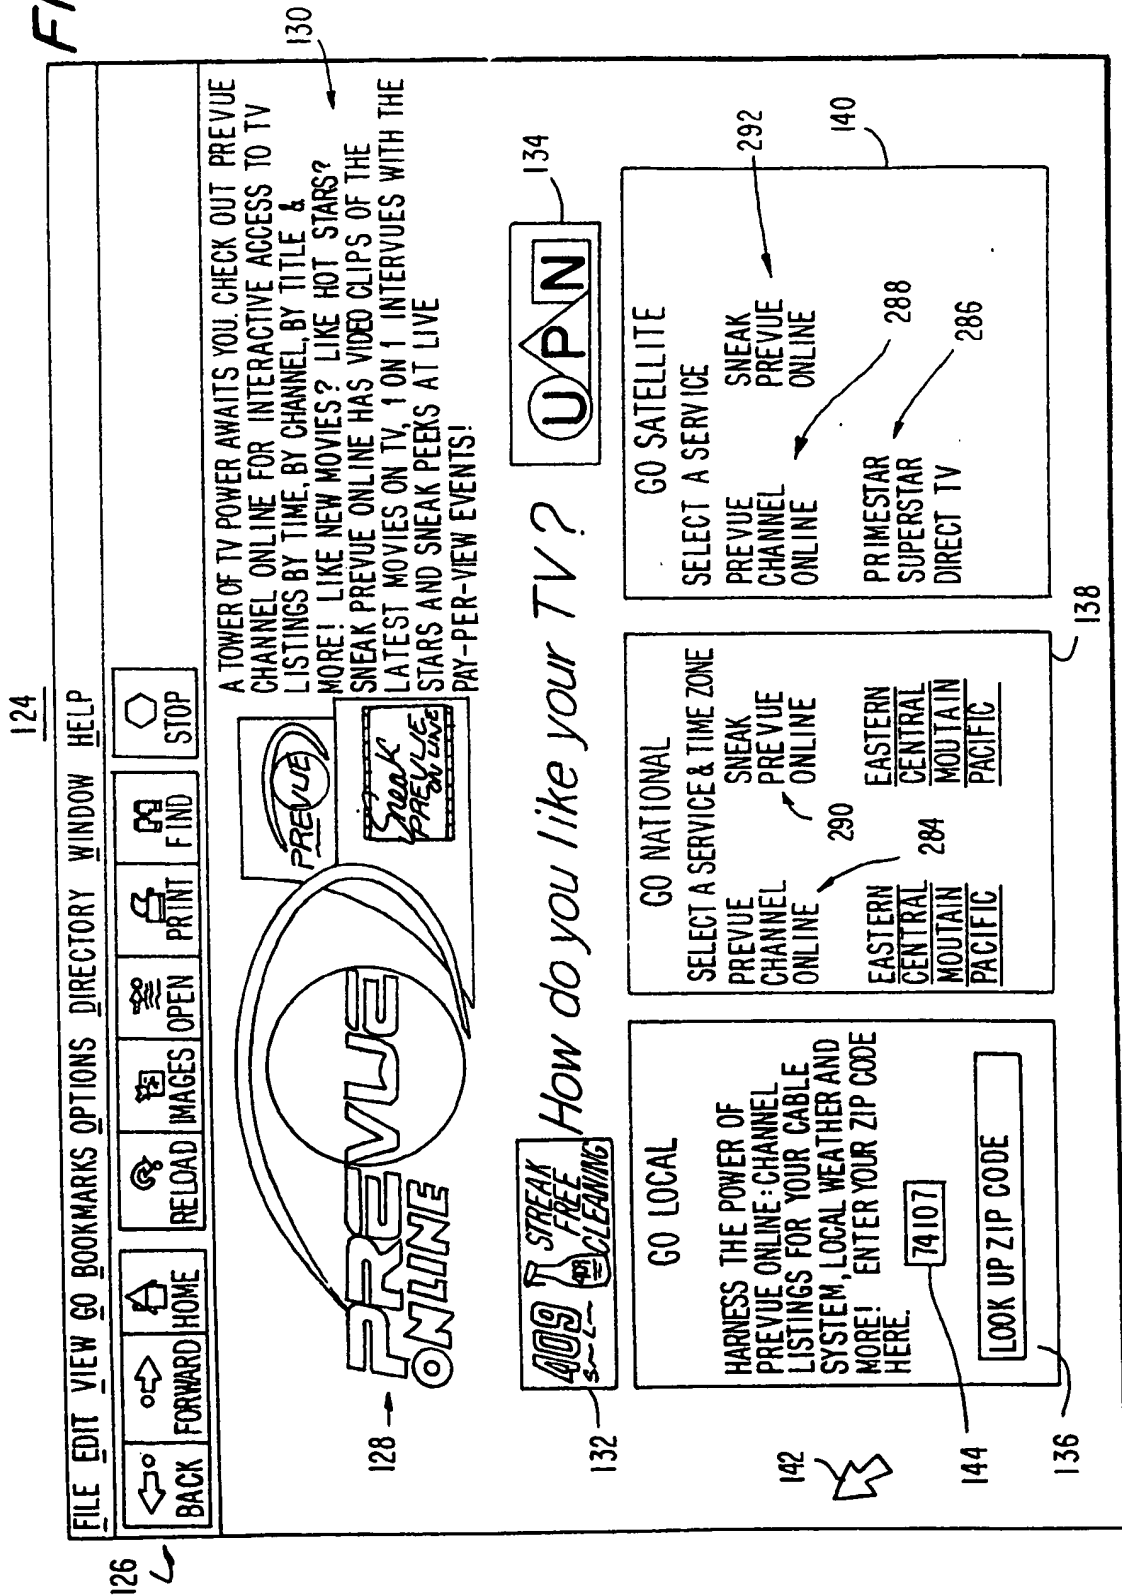 124
FI
FILE EDIT VIEW GO BOOKMARKS OPTIONS DIRECTORY WINDOW HELP
126
BACK FORWARD HOME RELOAD IMAGES OPEN PRINT FIND STOP
128
PREVUE
ONLINE
PREVUE
Sneak
PREVUE
ON LINE
A TOWER OF TV POWER AWAITS YOU. CHECK OUT PREVUE
CHANNEL ONLINE FOR INTERACTIVE ACCESS TO TV
LISTINGS BY TIME, BY CHANNEL, BY TITLE &
MORE! LIKE NEW MOVIES? LIKE HOT STARS?
SNEAK PREVUE ONLINE HAS VIDEO CLIPS OF THE
LATEST MOVIES ON TV, 1 ON 1 INTERVUES WITH THE
STARS AND SNEAK PEEKS AT LIVE
PAY-PER-VIEW EVENTS!
130
132
409
STREAK
FREE
CLEANING
409
How do you like your TV?
UPN
134
GO LOCAL
HARNESS THE POWER OF
PREVUE ONLINE: CHANNEL
LISTINGS FOR YOUR CABLE
SYSTEM, LOCAL WEATHER AND
MORE! ENTER YOUR ZIP CODE
HERE.
74107
LOOK UP ZIP CODE
142
144
136
GO NATIONAL
SELECT A SERVICE & TIME ZONE
PREVUE
CHANNEL
ONLINE
284
EASTERN
CENTRAL
MOUTAIN
PACIFIC
SNEAK
PREVUE
ONLINE
290
EASTERN
CENTRAL
MOUTAIN
PACIFIC
138
GO SATELLITE
SELECT A SERVICE
PREVUE
CHANNEL
ONLINE
288
SNEAK
PREVUE
ONLINE
292
PRIMESTAR
SUPERSTAR
DIRECT TV
286
140